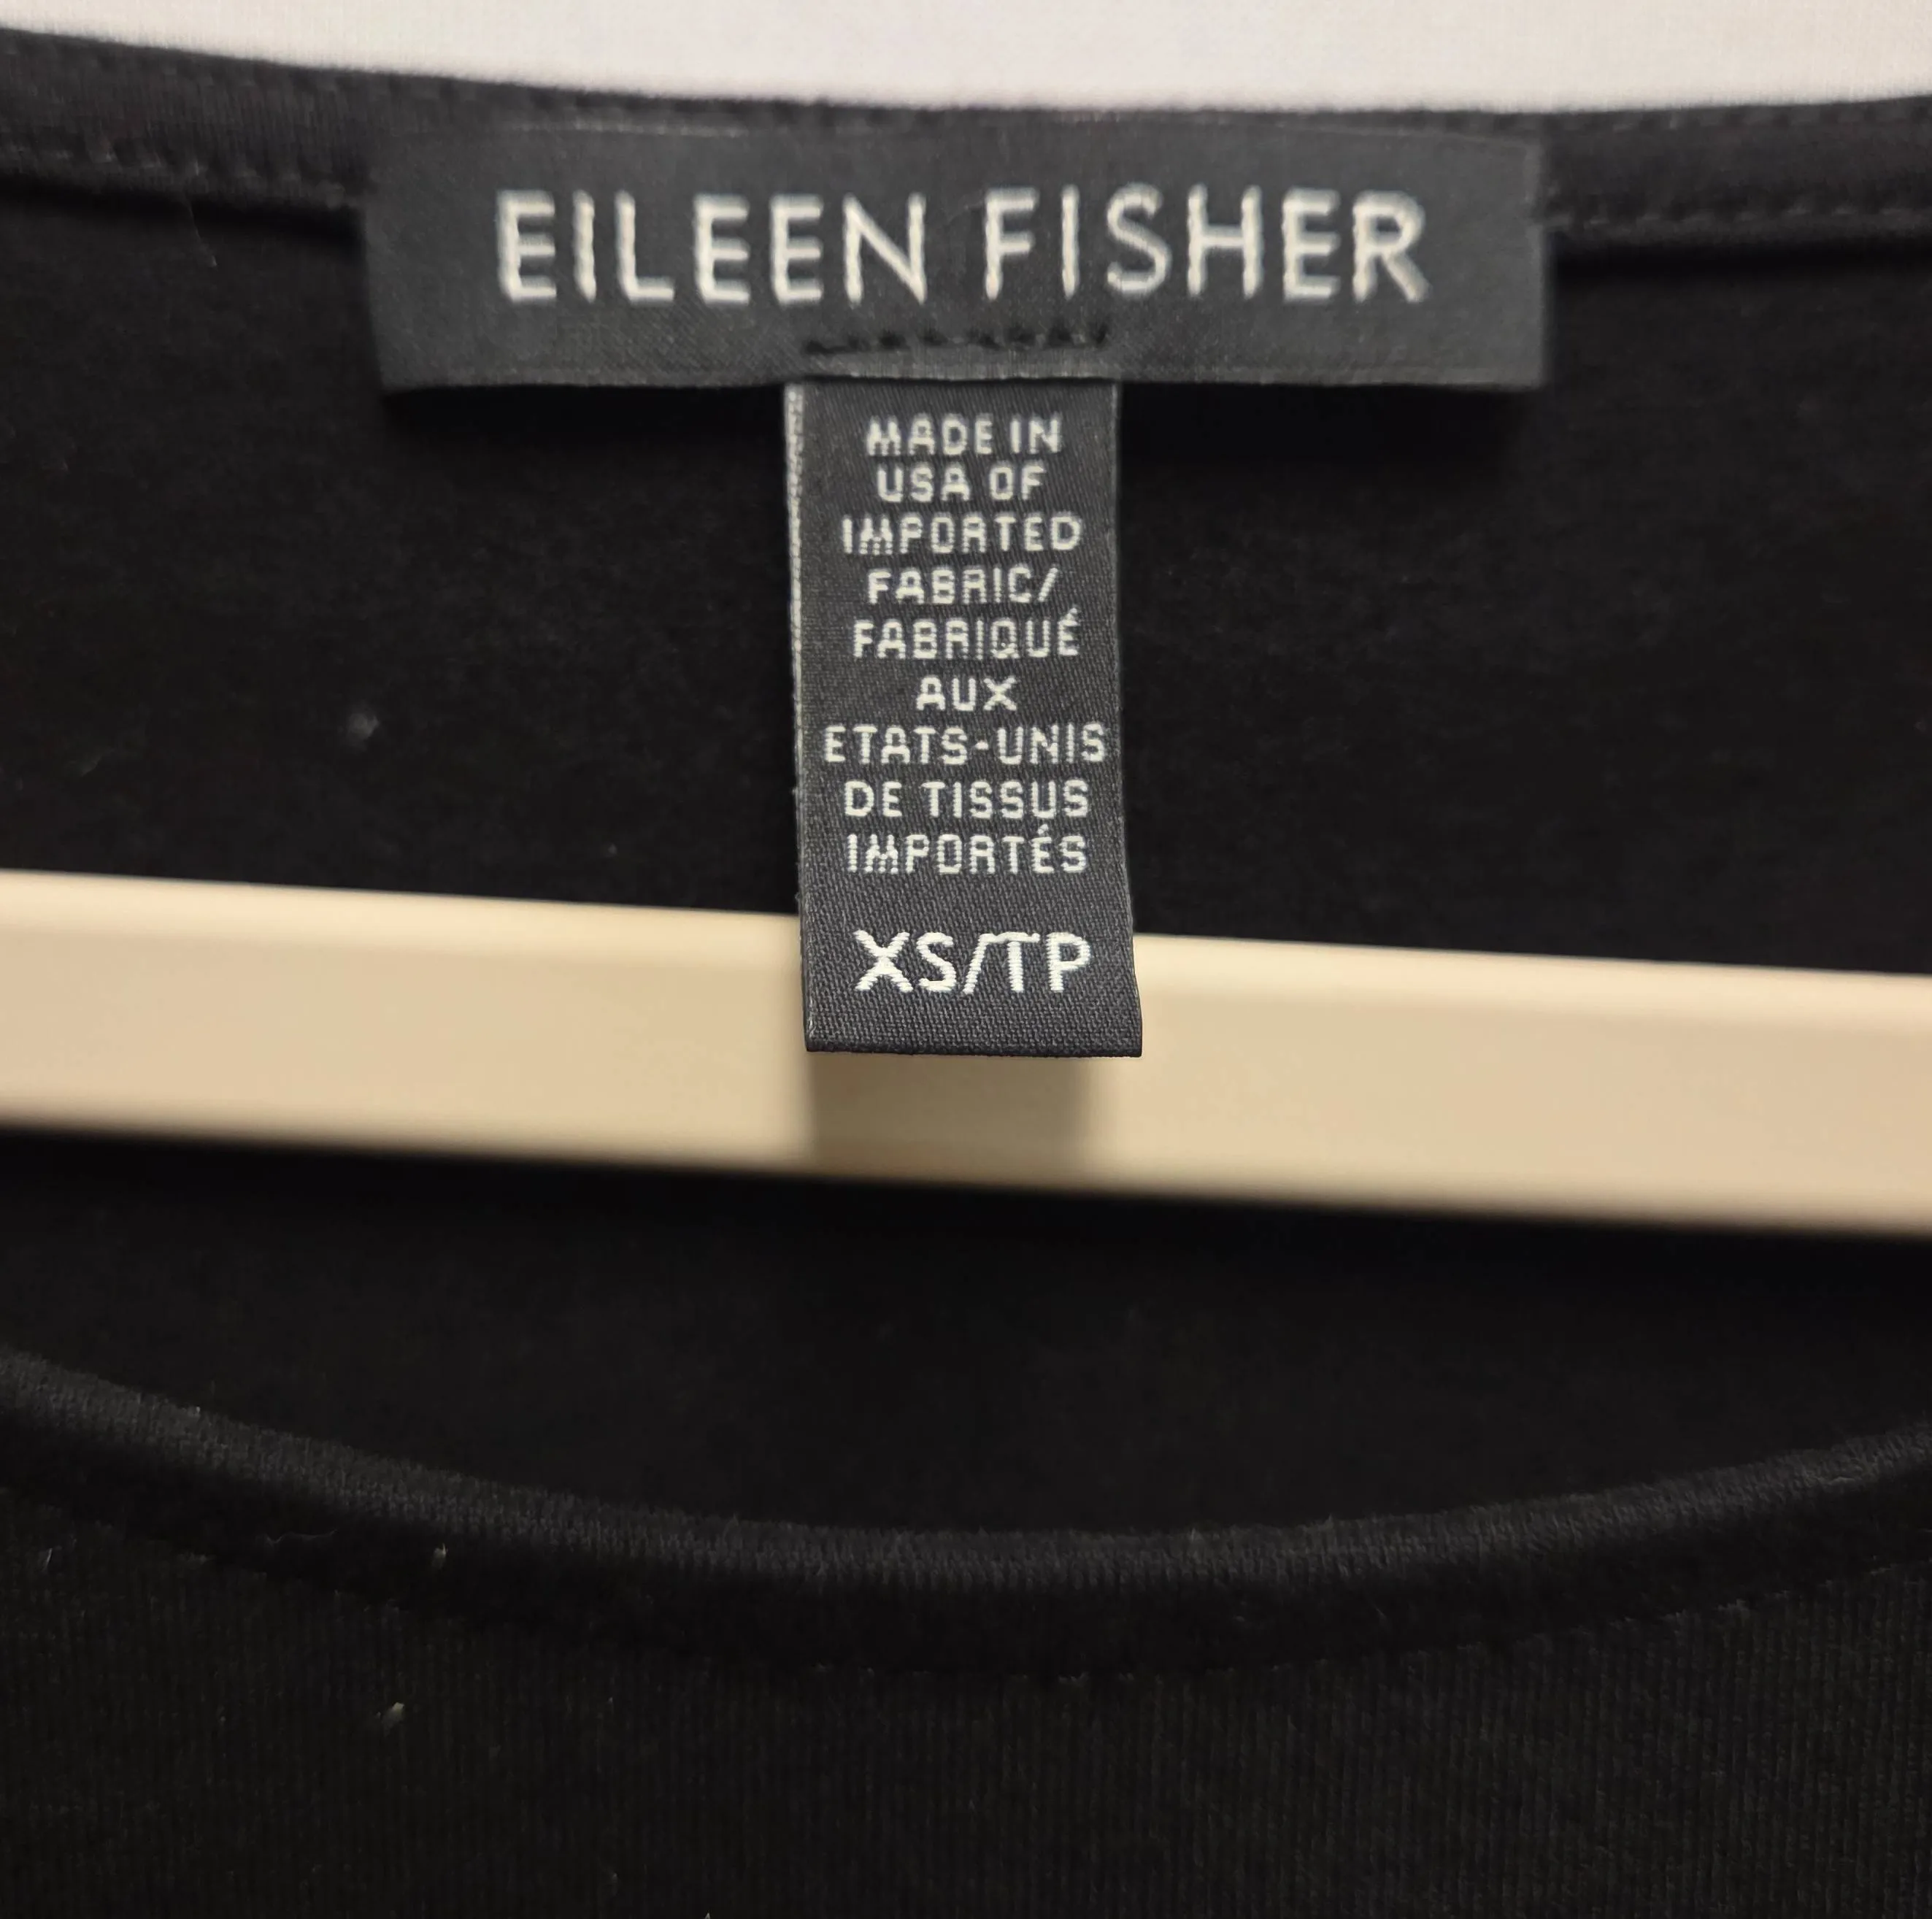 EILEEN FISHER
MADE IN
USA OF
IMPORTED
FABRIC/
FABRIQUÉ
AUX
ETATS-UNIS
DE TISSUS
IMPORTÉS
XS/TP